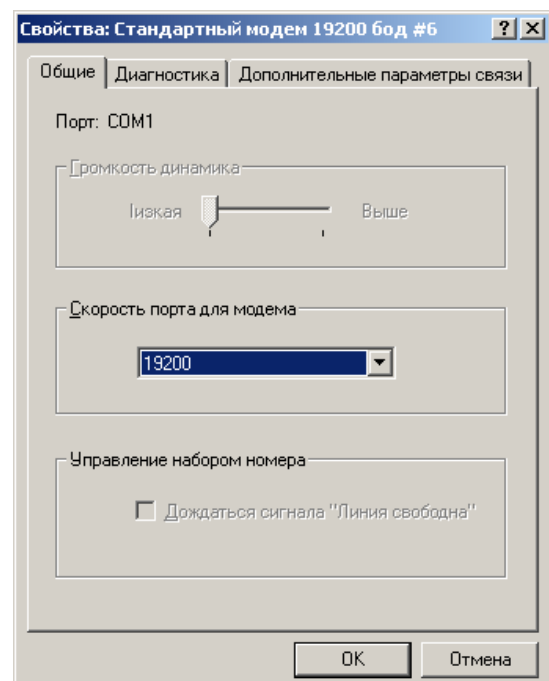 Свойства: Стандартный модем 19200 бод #6
Общие Диагностика Дополнительные параметры связи
Порт: COM1
Громкость динамика
Іизкая Выше
Скорость порта для модема
19200
Управление набором номера
Дождаться сигнала "Линия свободна"
OK Отмена